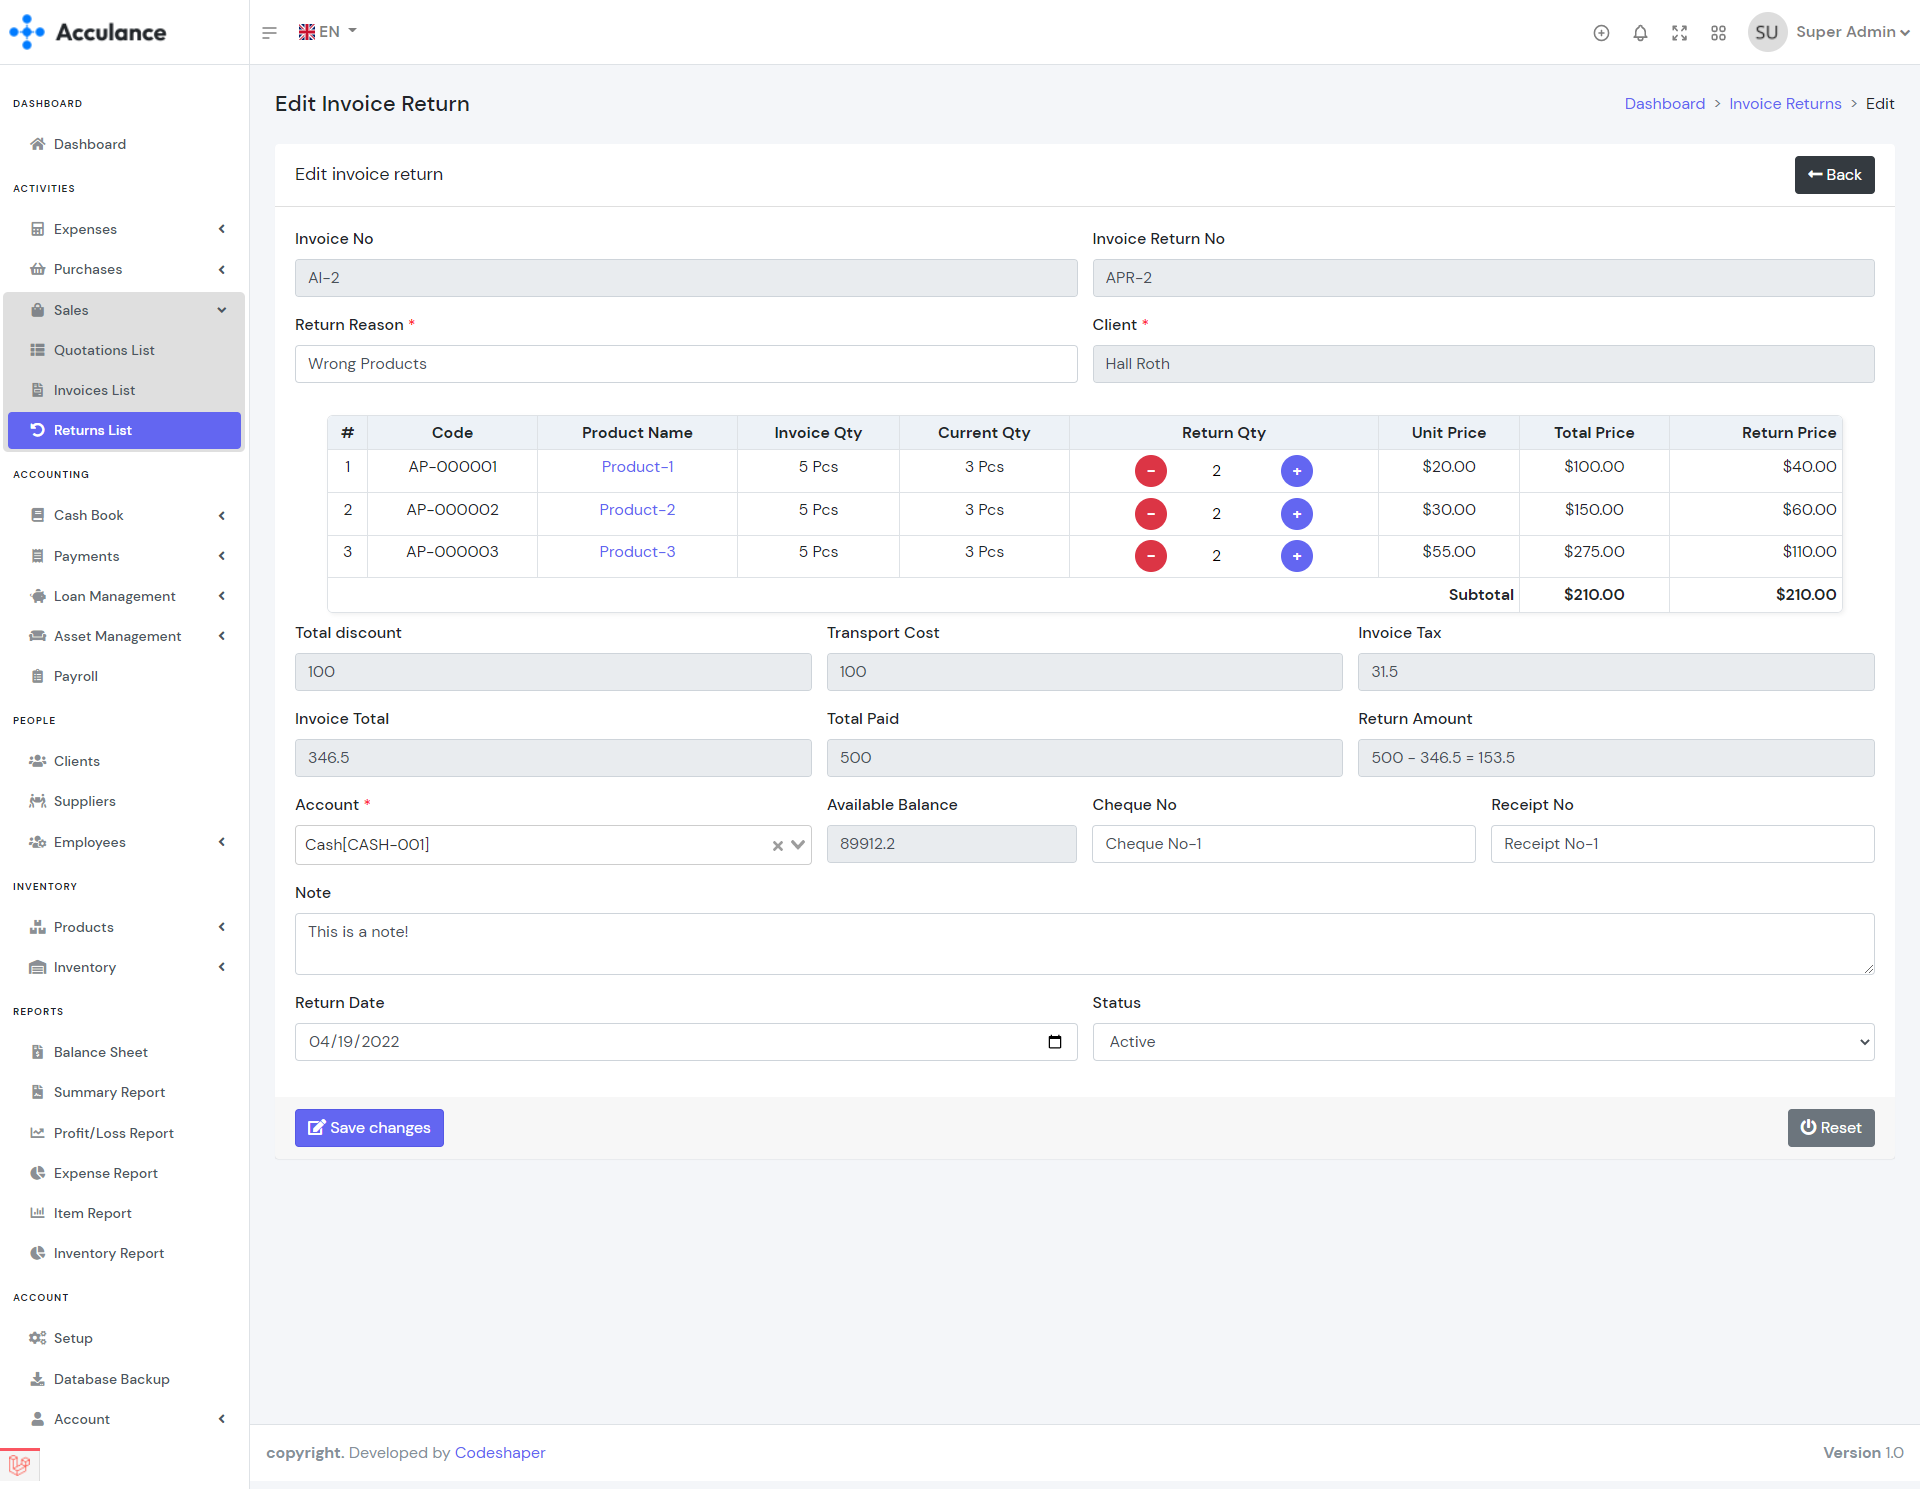 Acculance
EN
SU Super Admin
DASHBOARD
Dashboard
ACTIVITIES
Expenses
Purchases
Sales
Quotations List
Invoices List
Returns List
ACCOUNTING
Cash Book
Payments
Loan Management
Asset Management
Payroll
PEOPLE
Clients
Suppliers
Employees
INVENTORY
Products
Inventory
REPORTS
Balance Sheet
Summary Report
Profit/Loss Report
Expense Report
Item Report
Inventory Report
ACCOUNT
Setup
Database Backup
Account
Edit Invoice Return
Dashboard > Invoice Returns > Edit
Edit invoice return
Back
Invoice No Invoice Return No
AI-2 APR-2
Return Reason * Client *
Wrong Products Hall Roth
# Code Product Name Invoice Qty Current Qty Return Qty Unit Price Total Price Return Price
1 AP-000001 Product-1 5 Pcs 3 Pcs - 2 + $20.00 $100.00 $40.00
2 AP-000002 Product-2 5 Pcs 3 Pcs - 2 + $30.00 $150.00 $60.00
3 AP-000003 Product-3 5 Pcs 3 Pcs - 2 + $55.00 $275.00 $110.00
Subtotal $210.00 $210.00
Total discount Transport Cost Invoice Tax
100 100 31.5
Invoice Total Total Paid Return Amount
346.5 500 500 - 346.5 = 153.5
Account * Available Balance Cheque No Receipt No
Cash[CASH-001] 89912.2 Cheque No-1 Receipt No-1
Note
This is a note!
Return Date Status
04/19/2022 Active
Save changes Reset
copyright. Developed by Codeshaper Version 1.0